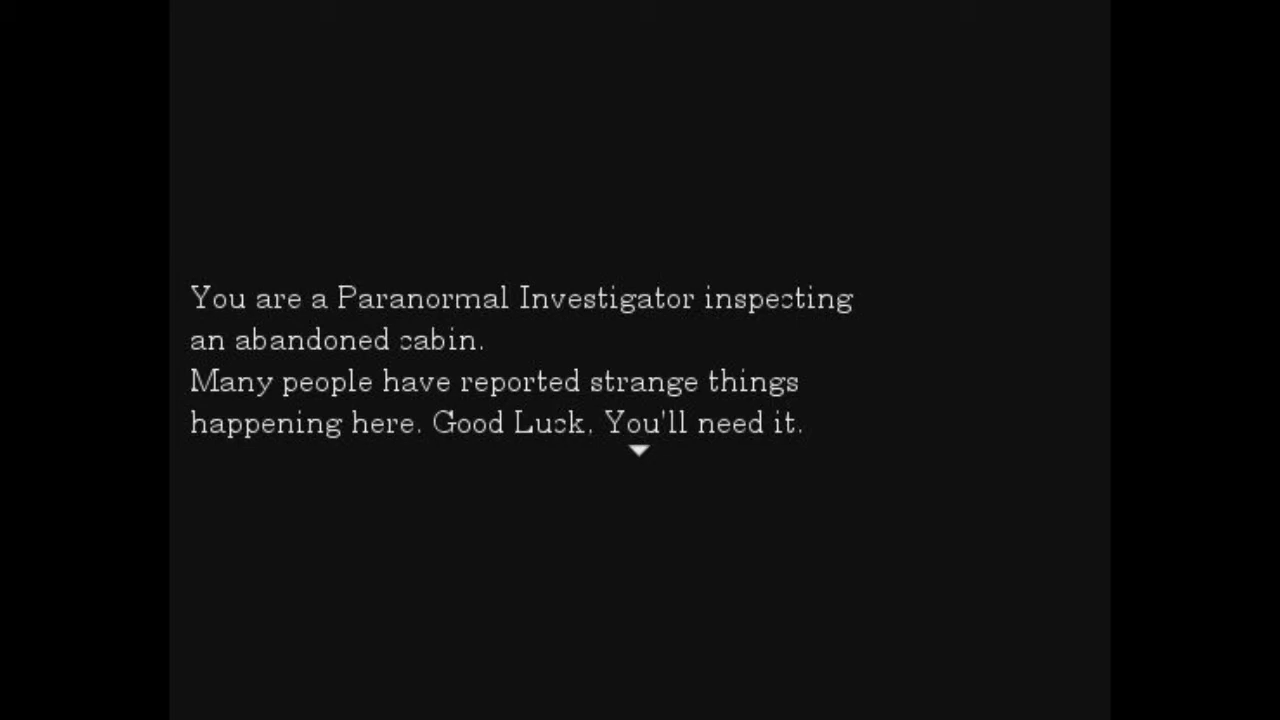 You are a Paranormal Investigator inspecting
an abandoned cabin.
Many people have reported strange things
happening here. Good Luck. You'll need it.